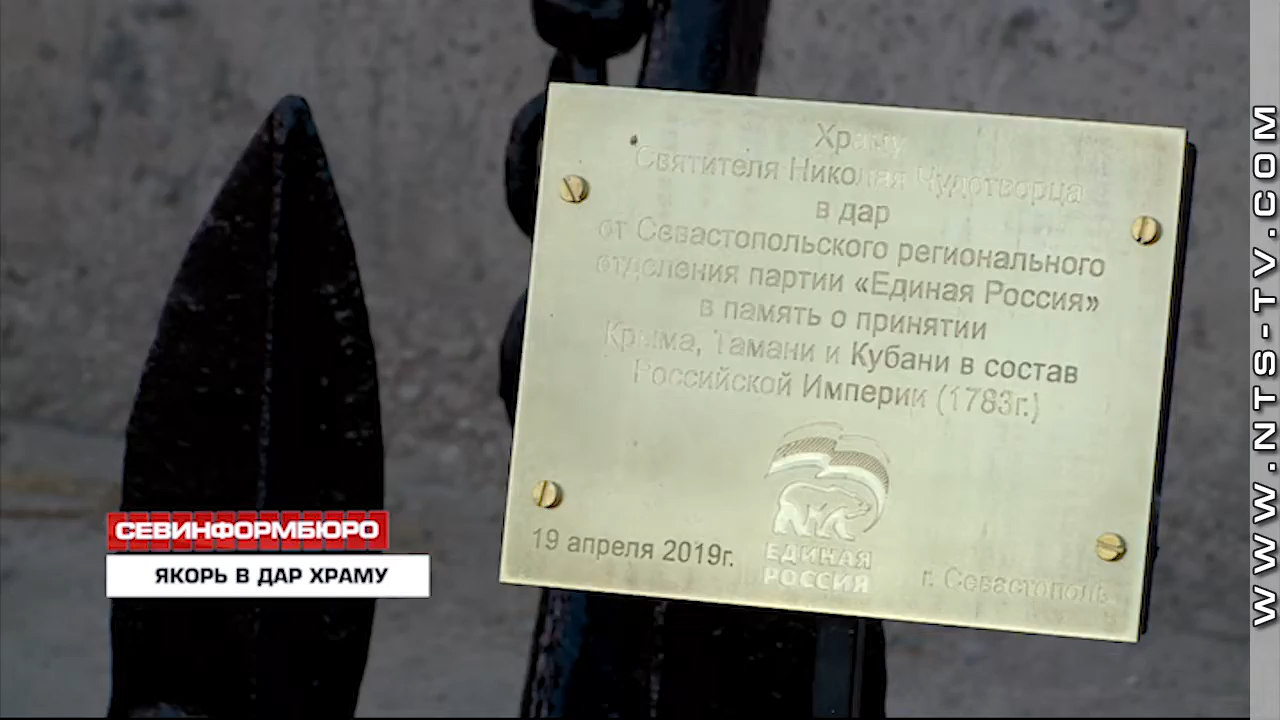 Храму
Святителя Николая Чудотворца
в дар
от Севастопольского регионального
отделения партии «Единая Россия»
в память о принятии
Крыма, Тамани и Кубани в состав
Российской Империи (1783г.)
ЕДИНАЯ
РОССИЯ
19 апреля 2019г.
г. Севастополь
СЕВИНФОРМБЮРО
ЯКОРЬ В ДАР ХРАМУ
WWW.NTS-TV.COM